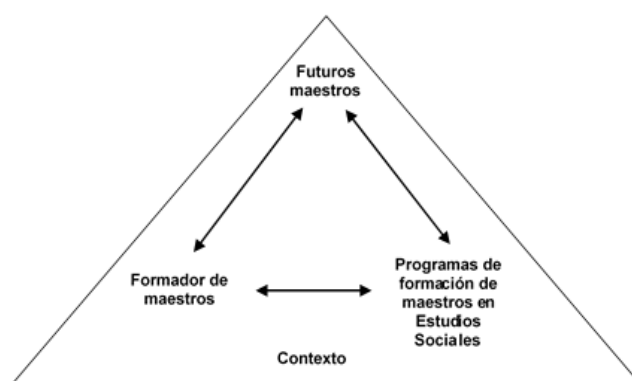 Futuros
maestros
Formador de
maestros
Programas de
formación de
maestros en
Estudios
Sociales
Contexto